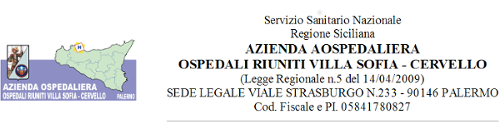 Servizio Sanitario Nazionale
Regione Siciliana
AZIENDA AOSPEDALIERA
OSPEDALI RIUNITI VILLA SOFIA - CERVELLO
(Legge Regionale n.5 del 14/04/2009)
SEDE LEGALE VIALE STRASBURGO N.233 - 90146 PALERMO
Cod. Fiscale e PI. 05841780827
H
AZIENDA OSPEDALIERA
OSPEDALI RIUNITI VILLA SOFIA - CERVELLO
PALERMO